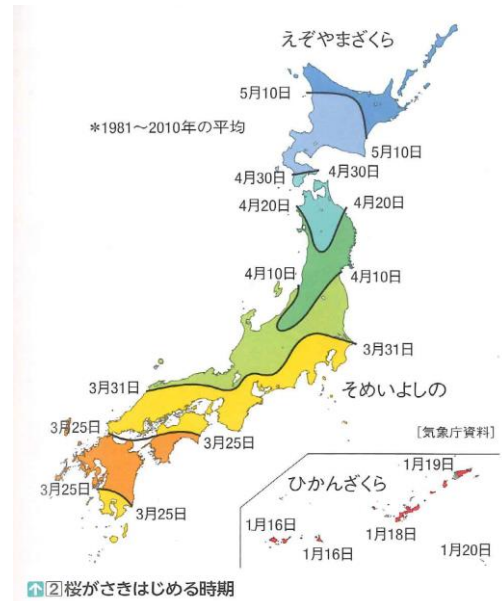 えぞやまざくら
5月10日
*1981〜2010年の平均
5月10日
4月30日
4月30日
4月20日
4月20日
4月10日
4月10日
3月31日
3月31日
そめいよしの
3月25日
3月25日
[気象庁資料]
3月25日
3月25日
ひかんざくら
1月19日
1月16日
1月16日
1月18日
1月20日
↑②桜がさきはじめる時期